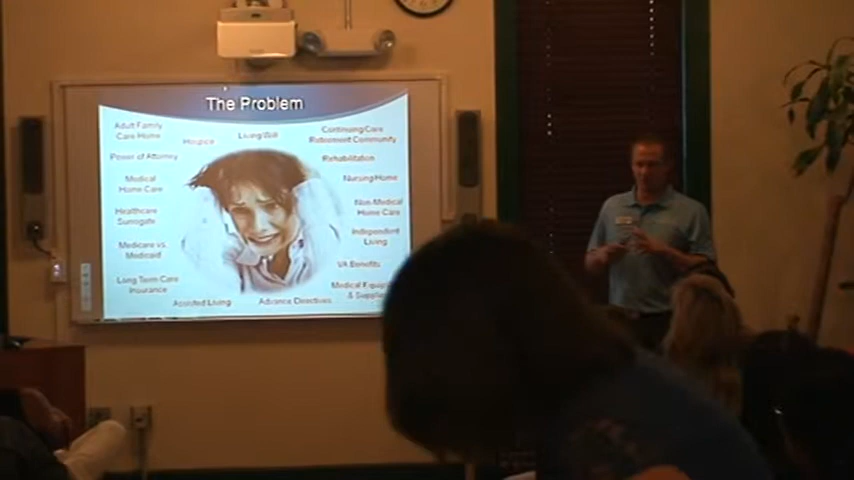 The Problem
Adult Family
Care Home
Hospice
Living Will
Continuing Care
Retirement Community
Power of Attorney
Rehabilitation
Medical
Home Care
Nursing Home
Healthcare
Surrogate
Non-Medical
Home Care
Medicare vs.
Medicaid
Independent
Living
Long Term Care
Insurance
VA Benefits
Assisted Living
Advance Directives
Medical Equip
& Supplies